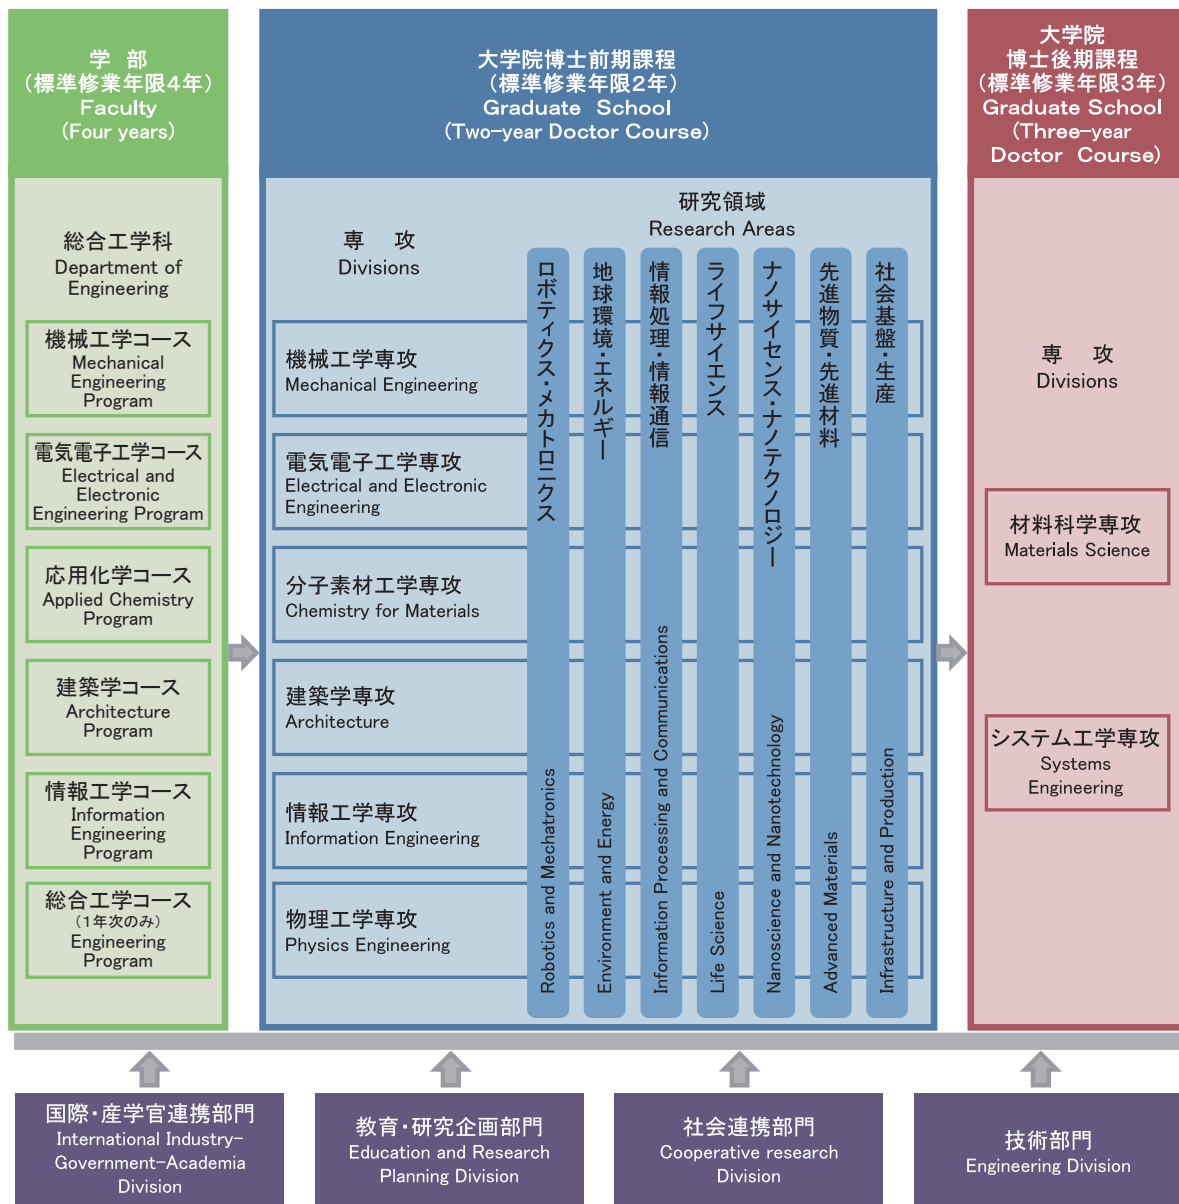 学 部
（標準修業年限4年）
Faculty
(Four years)
総合工学科
Department of
Engineering
機械工学コース
Mechanical
Engineering
Program
電気電子工学コース
Electrical and
Electronic
Engineering Program
応用化学コース
Applied Chemistry
Program
建築学コース
Architecture
Program
情報工学コース
Information
Engineering
Program
総合工学コース
（1年次のみ）
Engineering
Program
大学院博士前期課程
（標準修業年限2年）
Graduate School
(Two-year Doctor Course)
専 攻
Divisions
研究領域
Research Areas
機械工学専攻
Mechanical Engineering
電気電子工学専攻
Electrical and Electronic
Engineering
分子素材工学専攻
Chemistry for Materials
建築学専攻
Architecture
情報工学専攻
Information Engineering
物理工学専攻
Physics Engineering
ロボティクス・メカトロニクス
Robotics and Mechatronics
地球環境・エネルギー
Environment and Energy
情報処理・情報通信
Information Processing and Communications
ライフサイエンス
Life Science
ナノサイセンス・ナノテクノロジー
Nanoscience and Nanotechnology
先進物質・先進材料
Advanced Materials
社会基盤・生産
Infrastructure and Production
大学院
博士後期課程
（標準修業年限3年）
Graduate School
(Three-year
Doctor Course)
専 攻
Divisions
材料科学専攻
Materials Science
システム工学専攻
Systems
Engineering
国際・産学官連携部門
International Industry-
Government-Academia
Division
教育・研究企画部門
Education and Research
Planning Division
社会連携部門
Cooperative research
Division
技術部門
Engineering Division